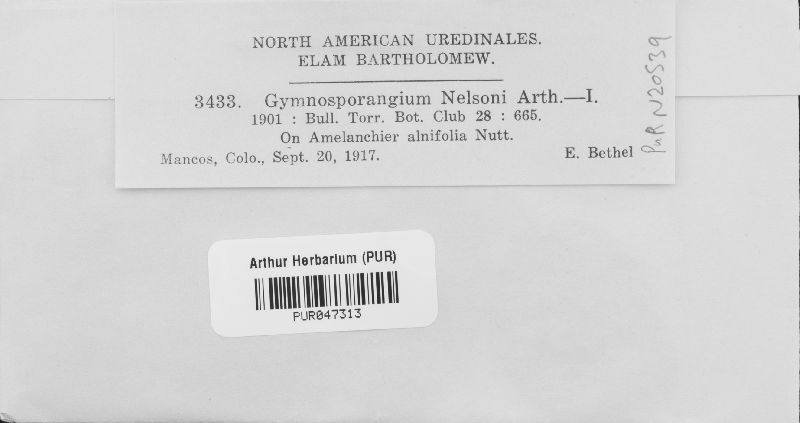 NORTH AMERICAN UREDINALES.
ELAM BARTHOLOMEW.
3433. Gymnosporangium Nelsoni Arth.—I.
1901 : Bull. Torr. Bot. Club 28 : 665.
On Amelanchier alnifolia Nutt.
Mancos, Colo., Sept. 20, 1917. E. Bethel
PUR N20539
Arthur Herbarium (PUR)
PUR047313